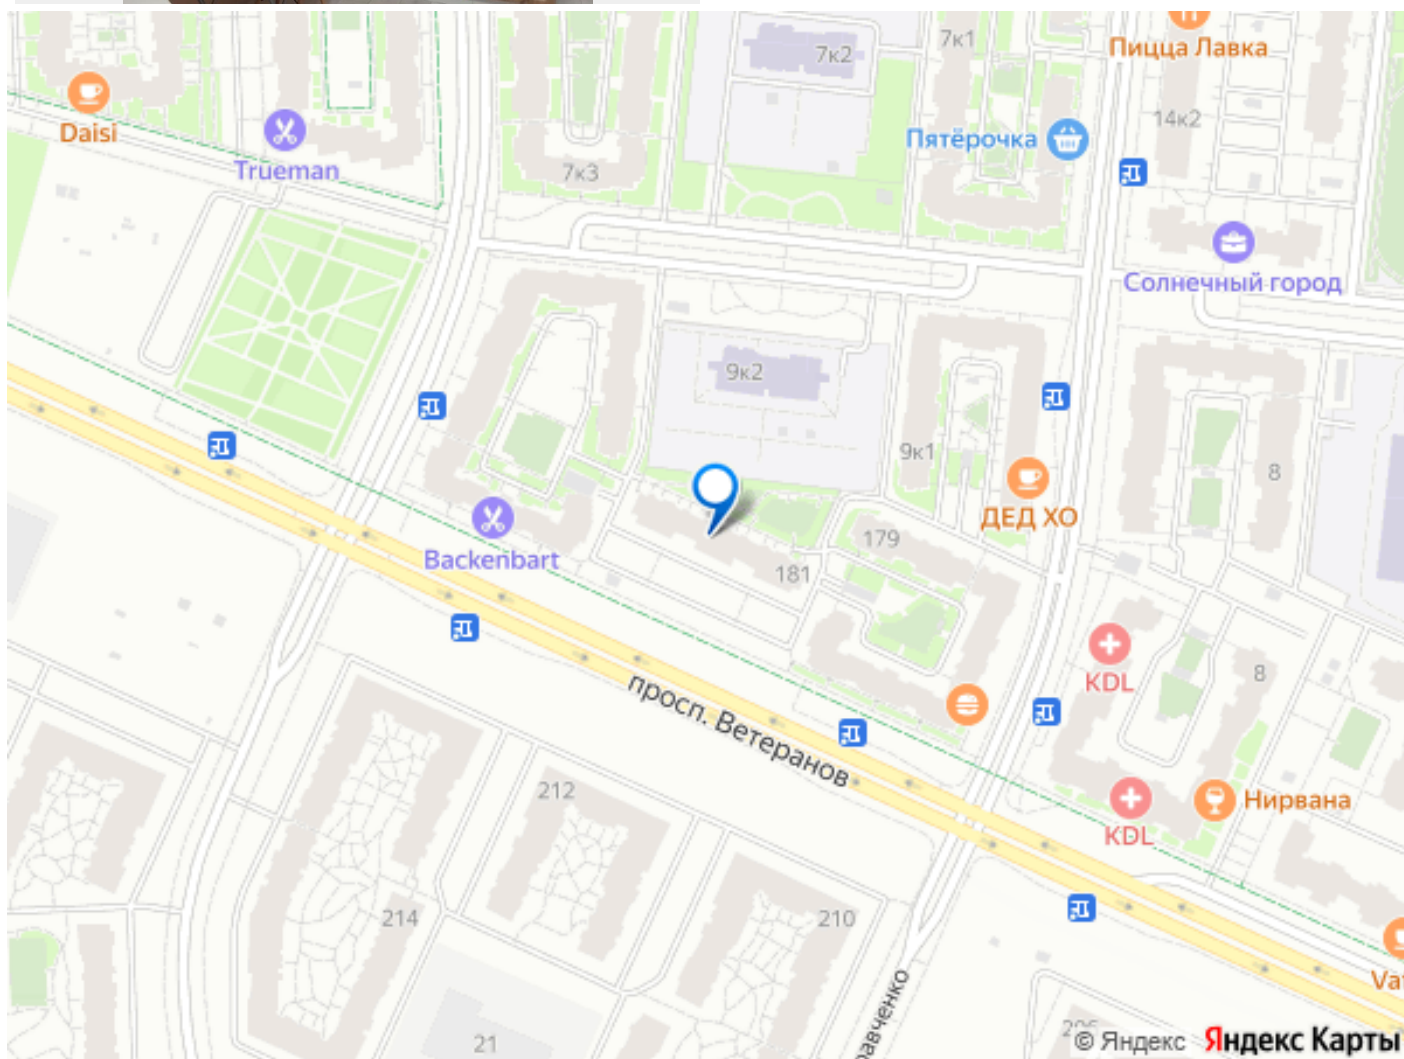 7к2
7к1
Пицца Лавка
Daisi
14к2
Trueman
Пятёрочка
7к3
Солнечный город
9к2
9к1
8
ДЕД ХО
179
Backenbart
181
KDL
8
просп. Ветеранов
212
Нирвана
KDL
214
210
21
© Яндекс Яндекс Карты